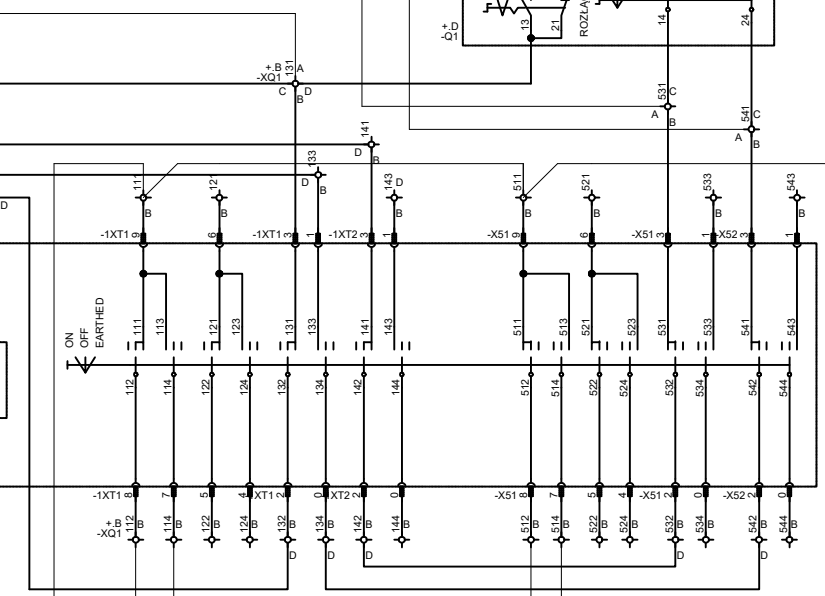 +.D
-Q1
13
21
ROZŁĄ
14
24
+.B
-XQ1
131
A
C
D
B
531
C
A
B
541
C
A
B
141
D
B
133
D
B
143
D
B
111
B
121
B
511
B
521
B
533
B
543
B
D
-1XT1 9
6
-1XT1 3
1
-1XT2 3
1
-X51 9
6
-X51 3
1
-X52 3
1
ON
OFF
EARTHED
111
113
121
123
131
133
141
143
511
513
521
523
531
533
541
543
112
114
122
124
132
134
142
144
512
514
522
524
532
534
542
544
-1XT1 8
7
5
4
XT1 2
0
XT2 2
0
-X51 8
7
5
4
-X51 2
0
-X52 2
0
+.B
-XQ1
112 B
114 B
122 B
124 B
132 B
134 B
142 B
144 B
512 B
514 B
522 B
524 B
532 B
534 B
542 B
544 B
D
D
D
D